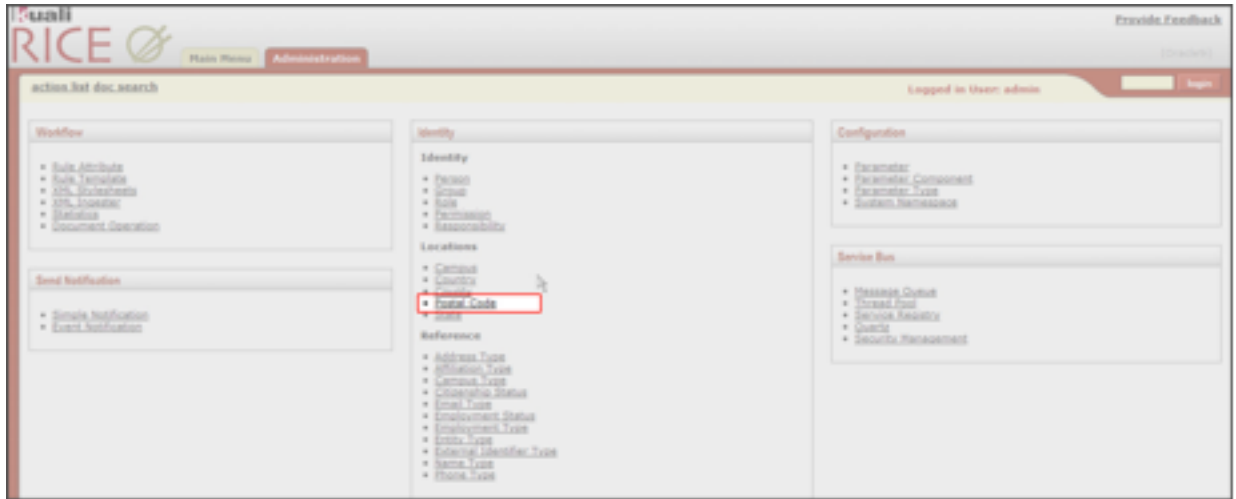 Kuali
RICE
Main Menu
Administration
Provide Feedback
action list doc search
Logged in User: admin
login
Workflow
Rule Attribute
Rule Template
XML Stylesheets
XML Ingester
Statistics
Document Operation
Send Notification
Simple Notification
Event Notification
Identity
Identity
Person
Group
Role
Permission
Responsibility
Locations
Campus
Country
County
Postal Code
State
Reference
Address Type
Affiliation Type
Campus Type
Citizenship Status
Email Type
Employment Status
Employment Type
Entity Type
External Identifier Type
Name Type
Phone Type
Configuration
Parameter
Parameter Component
Parameter Type
System Namespace
Service Bus
Message Queue
Thread Pool
Service Registry
Quartz
Security Management